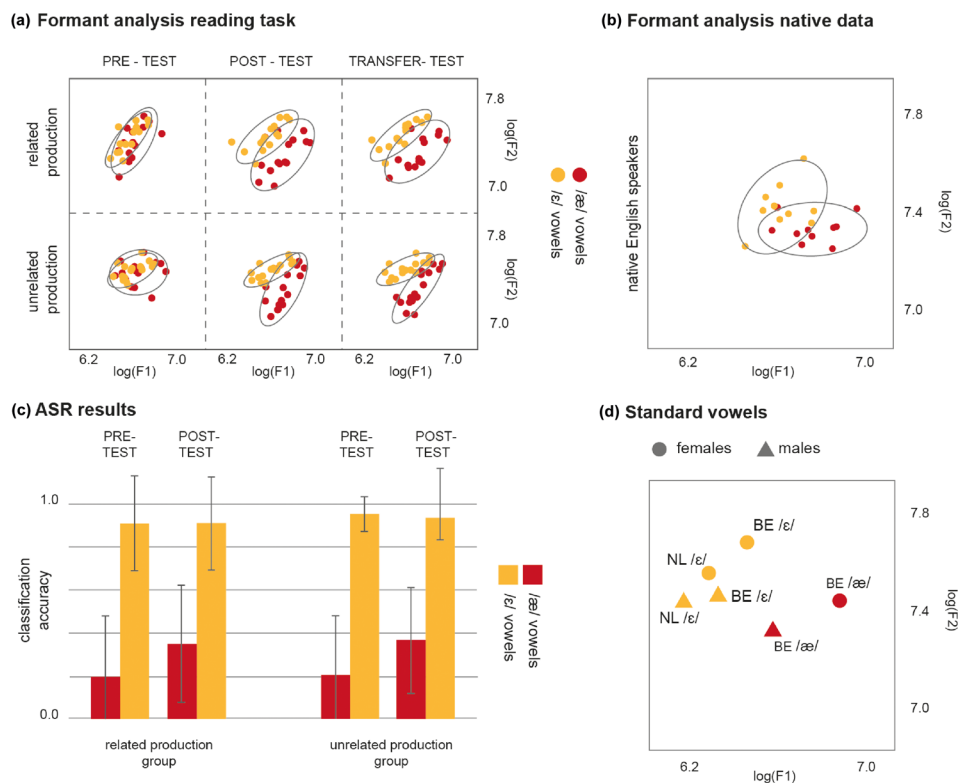 (a) Formant analysis reading task
PRE - TEST
POST - TEST
TRANSFER- TEST
related
production
unrelated
production
7.8
log(F2)
7.0
7.8
log(F2)
7.0
6.2
7.0
6.2
7.0
6.2
7.0
log(F1)
log(F1)
log(F1)
/ɛ/ vowels
/æ/ vowels
(b) Formant analysis native data
native English speakers
7.8
7.4
log(F2)
7.0
6.2
7.0
log(F1)
(c) ASR results
PRE-
TEST
POST-
TEST
PRE-
TEST
POST-
TEST
1.0
classification
accuracy
0.0
related production
group
unrelated production
group
/ɛ/ vowels
/æ/ vowels
(d) Standard vowels
females
males
BE /ɛ/
NL /ɛ/
BE /æ/
BE /ɛ/
NL /ɛ/
BE /æ/
7.8
7.4
log(F2)
7.0
6.2
7.0
log(F1)